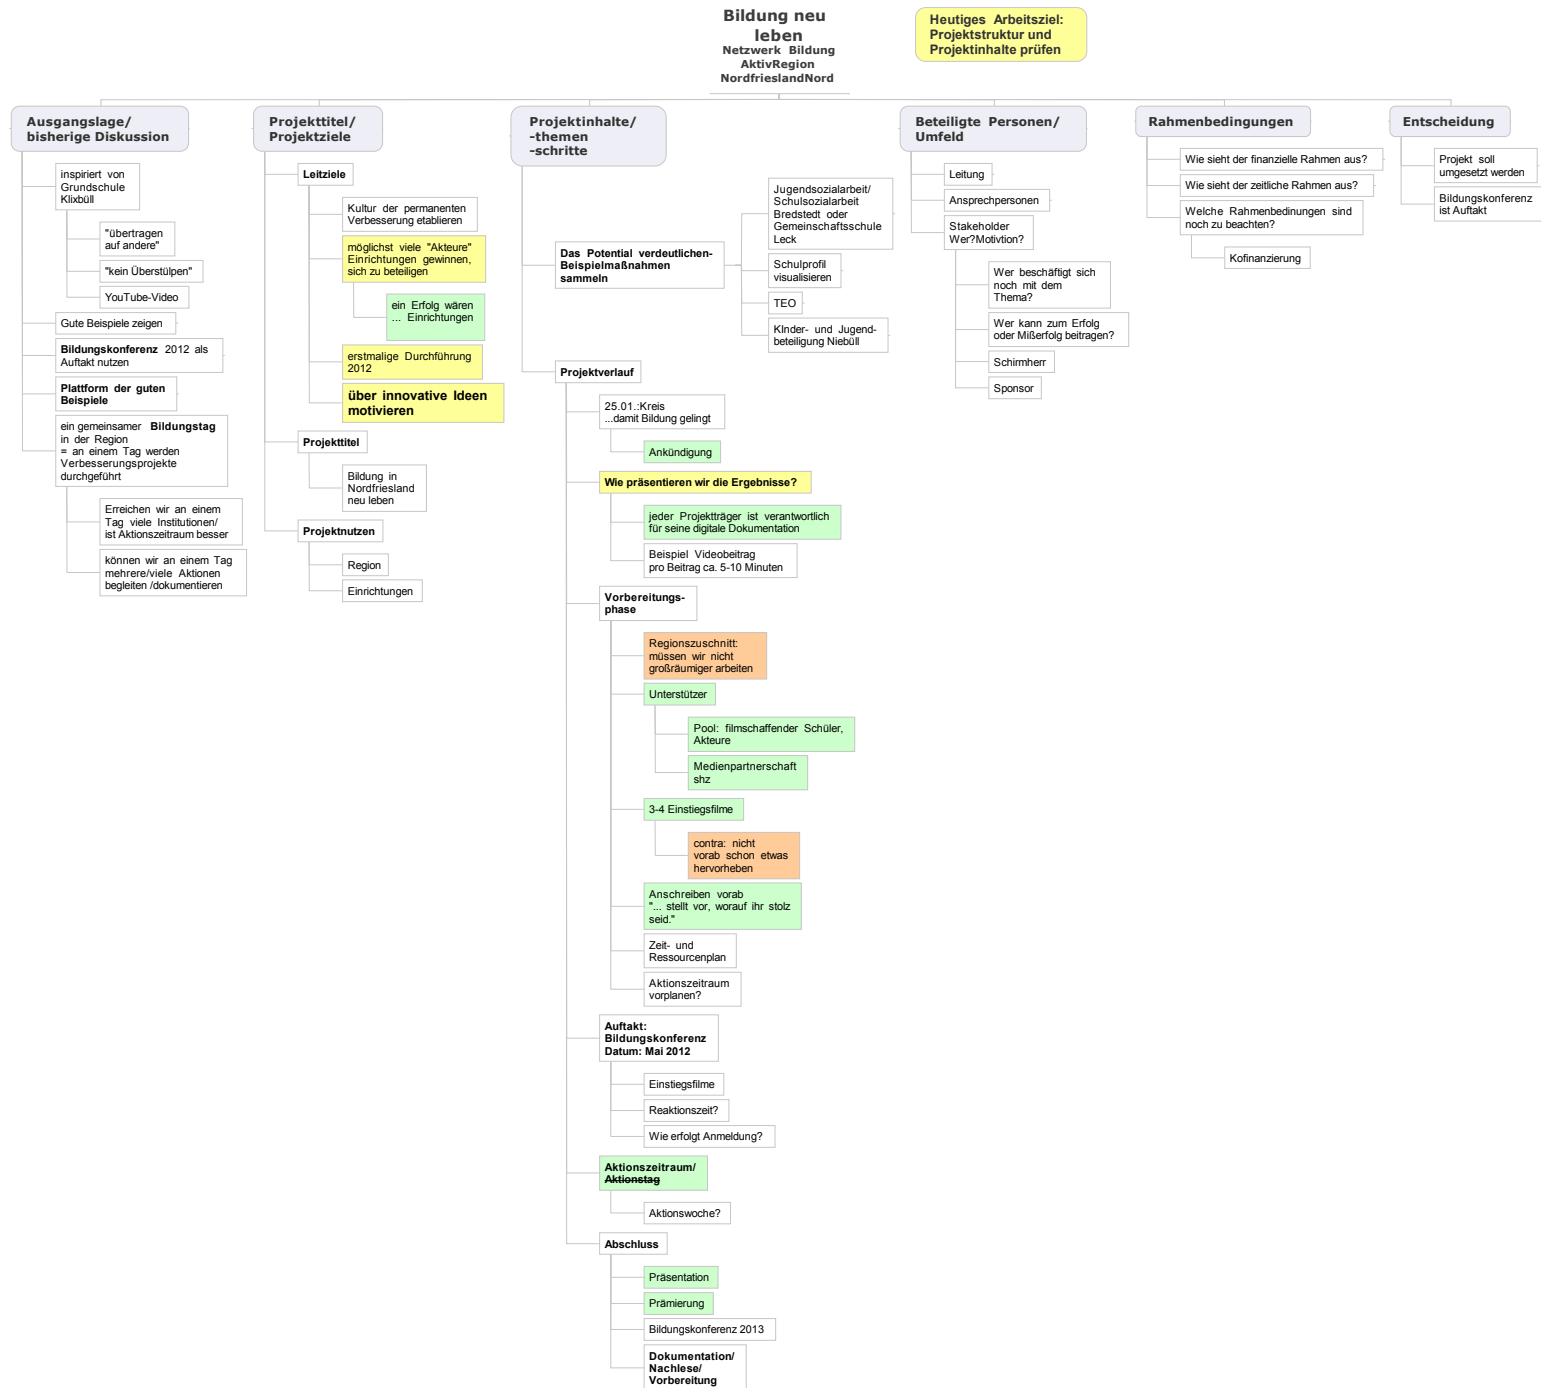 Bildung neu
leben
Netzwerk Bildung
AktivRegion
NordfrieslandNord
Heutiges Arbeitsziel:
Projektstruktur und
Projektinhalte prüfen
Ausgangslage/
bisherige Diskussion
inspiriert von
Grundschule
Klixbüll
"übertragen
auf andere"
"kein Überstülpen"
YouTube-Video
Gute Beispiele zeigen
Bildungskonferenz 2012 als
Auftakt nutzen
Plattform der guten
Beispiele
ein gemeinsamer Bildungstag
in der Region
= an einem Tag werden
Verbesserungsprojekte
durchgeführt
Erreichen wir an einem
Tag viele Institutionen/
ist Aktionszeitraum besser
können wir an einem Tag
mehrere/viele Aktionen
begleiten /dokumentieren
Projekttitel/
Projektziele
Leitziele
Kultur der permanenten
Verbesserung etablieren
möglichst viele "Akteure"
Einrichtungen gewinnen,
sich zu beteiligen
ein Erfolg wären
... Einrichtungen
erstmalige Durchführung
2012
über innovative Ideen
motivieren
Projekttitel
Bildung in
Nordfriesland
neu leben
Projektnutzen
Region
Einrichtungen
Projektinhalte/
-themen
-schritte
Das Potential verdeutlichen-
Beispielmaßnahmen
sammeln
Jugendsozialarbeit/
Schulsozialarbeit
Bredstedt oder
Gemeinschaftsschule
Leck
Schulprofil
visualisieren
TEO
KInder- und Jugend-
beteiligung Niebüll
Projektverlauf
25.01.:Kreis
...damit Bildung gelingt
Ankündigung
Wie präsentieren wir die Ergebnisse?
jeder Projektträger ist verantwortlich
für seine digitale Dokumentation
Beispiel Videobeitrag
pro Beitrag ca. 5-10 Minuten
Vorbereitungs-
phase
Regionszuschnitt:
müssen wir nicht
großräumiger arbeiten
Unterstützer
Pool: filmschaffender Schüler,
Akteure
Medienpartnerschaft
shz
3-4 Einstiegsfilme
contra: nicht
vorab schon etwas
hervorheben
Anschreiben vorab
"... stellt vor, worauf ihr stolz
seid."
Zeit- und
Ressourcenplan
Aktionszeitraum
vorplanen?
Auftakt:
Bildungskonferenz
Datum: Mai 2012
Einstiegsfilme
Reaktionszeit?
Wie erfolgt Anmeldung?
Aktionszeitraum/
Aktionstag
Aktionswoche?
Abschluss
Präsentation
Prämierung
Bildungskonferenz 2013
Dokumentation/
Nachlese/
Vorbereitung
Beteiligte Personen/
Umfeld
Leitung
Ansprechpersonen
Stakeholder
Wer?Motivtion?
Wer beschäftigt sich
noch mit dem
Thema?
Wer kann zum Erfolg
oder Mißerfolg beitragen?
Schirmherr
Sponsor
Rahmenbedingungen
Wie sieht der finanzielle Rahmen aus?
Wie sieht der zeitliche Rahmen aus?
Welche Rahmenbedinungen sind
noch zu beachten?
Kofinanzierung
Entscheidung
Projekt soll
umgesetzt werden
Bildungskonferenz
ist Auftakt